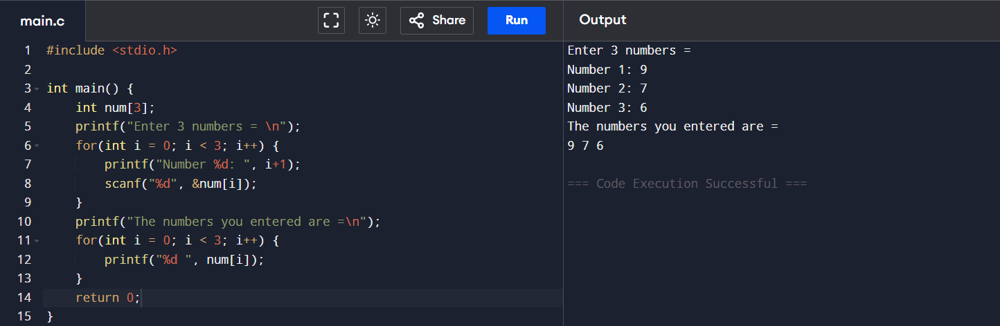 main.c
Share
Run
Output
1 #include <stdio.h>
2
3 int main() {
4     int num[3];
5     printf("Enter 3 numbers = \n");
6     for(int i = 0; i < 3; i++) {
7         printf("Number %d: ", i+1);
8         scanf("%d", &num[i]);
9     }
10     printf("The numbers you entered are =\n");
11     for(int i = 0; i < 3; i++) {
12         printf("%d ", num[i]);
13     }
14     return 0;
15 }
Enter 3 numbers =
Number 1: 9
Number 2: 7
Number 3: 6
The numbers you entered are =
9 7 6
=== Code Execution Successful ===